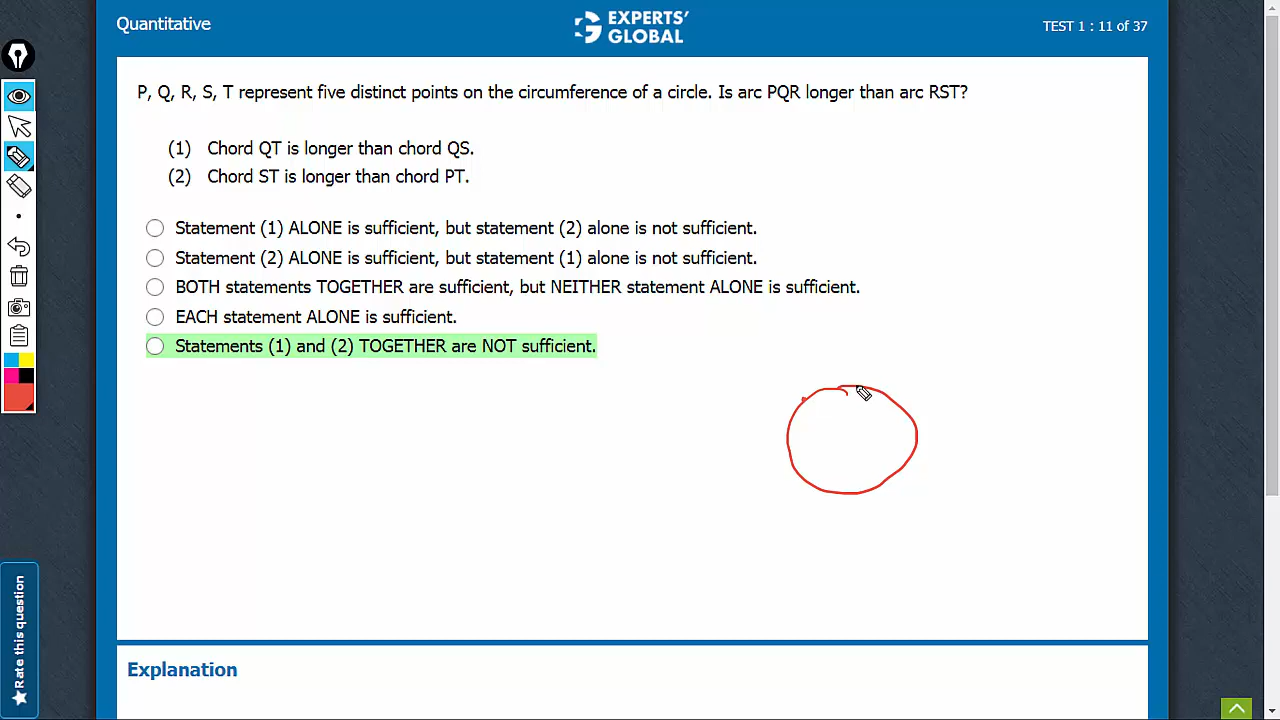 Quantitative
EXPERTS'
GLOBAL
TEST 1 : 11 of 37
P, Q, R, S, T represent five distinct points on the circumference of a circle. Is arc PQR longer than arc RST?
(1) Chord QT is longer than chord QS.
(2) Chord ST is longer than chord PT.
Statement (1) ALONE is sufficient, but statement (2) alone is not sufficient.
Statement (2) ALONE is sufficient, but statement (1) alone is not sufficient.
BOTH statements TOGETHER are sufficient, but NEITHER statement ALONE is sufficient.
EACH statement ALONE is sufficient.
Statements (1) and (2) TOGETHER are NOT sufficient.
Rate this question
Explanation